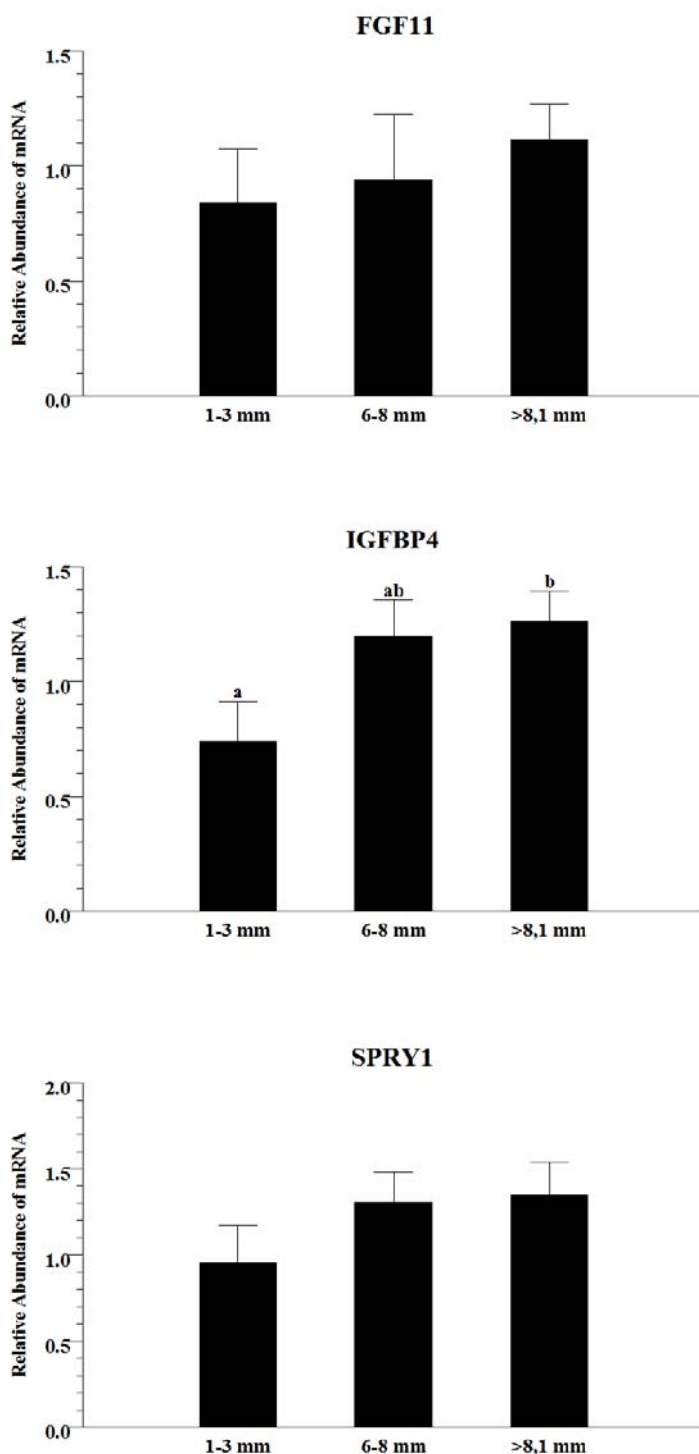 FGF11
Relative Abundance of mRNA
1.5
1.0
0.5
0.0
1-3 mm 6-8 mm >8,1 mm
IGFBP4
Relative Abundance of mRNA
1.5
1.0
0.5
0.0
a ab b
1-3 mm 6-8 mm >8,1 mm
SPRY1
Relative Abundance of mRNA
2.0
1.5
1.0
0.5
0.0
1-3 mm 6-8 mm >8,1 mm